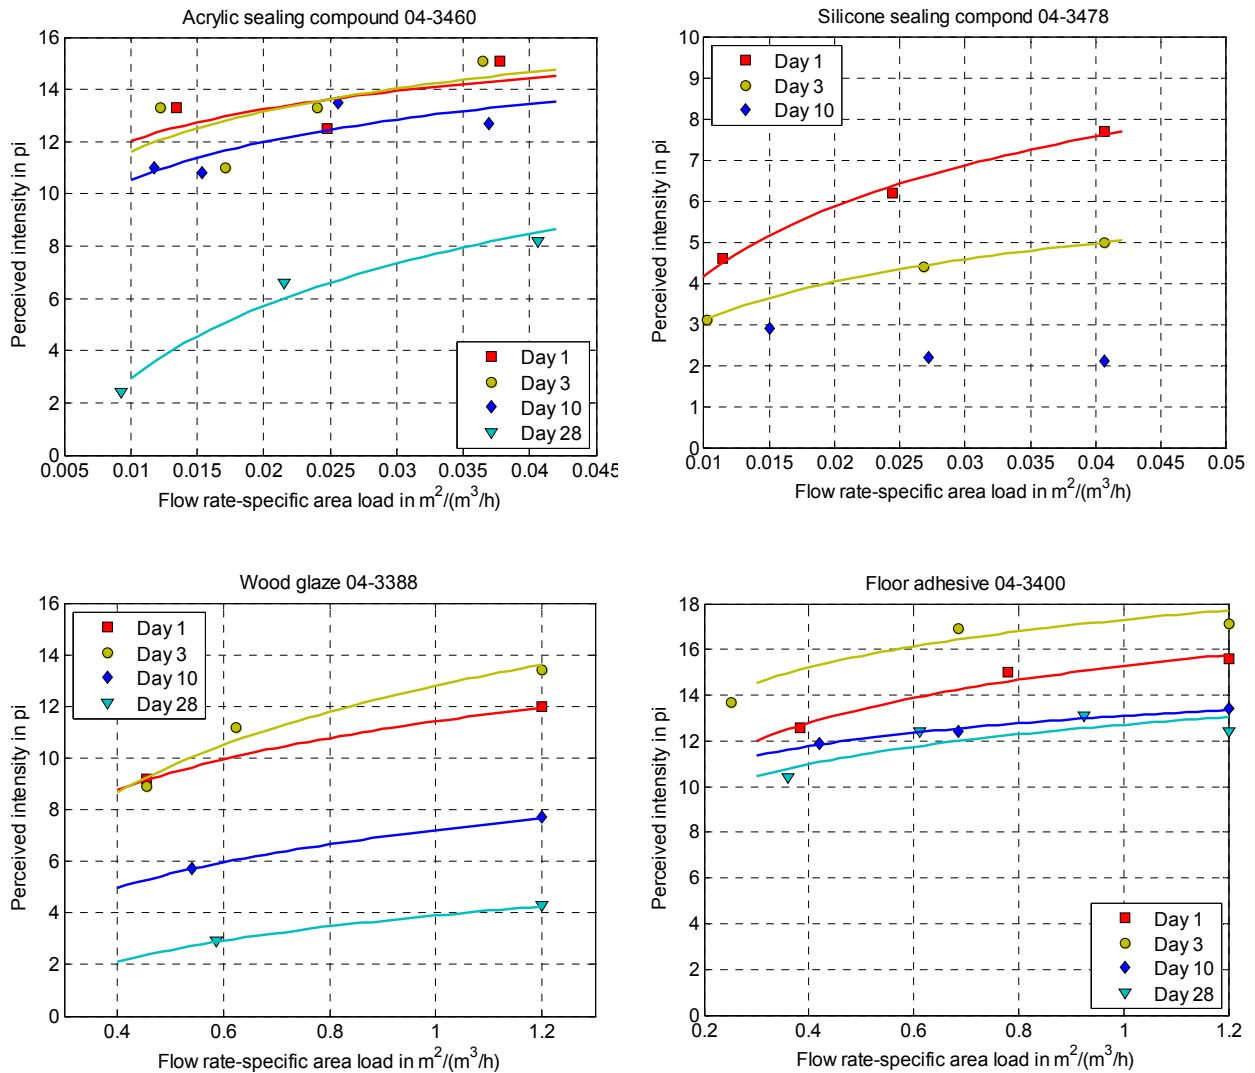 Acrylic sealing compound 04-3460
16
14
12
10
8
6
4
2
0
Perceived intensity in pi
Day 1
Day 3
Day 10
Day 28
0.005 0.01 0.015 0.02 0.025 0.03 0.035 0.04 0.045
Flow rate-specific area load in m²/(m³/h)
Silicone sealing compond 04-3478
10
9
8
7
6
5
4
3
2
1
0
Perceived intensity in pi
Day 1
Day 3
Day 10
0.01 0.015 0.02 0.025 0.03 0.035 0.04 0.045 0.05
Flow rate-specific area load in m²/(m³/h)
Wood glaze 04-3388
16
14
12
10
8
6
4
2
0
Perceived intensity in pi
Day 1
Day 3
Day 10
Day 28
0.4 0.6 0.8 1 1.2
Flow rate-specific area load in m²/(m³/h)
Floor adhesive 04-3400
18
16
14
12
10
8
6
4
2
0
Perceived intensity in pi
Day 1
Day 3
Day 10
Day 28
0.2 0.4 0.6 0.8 1 1.2
Flow rate-specific area load in m²/(m³/h)